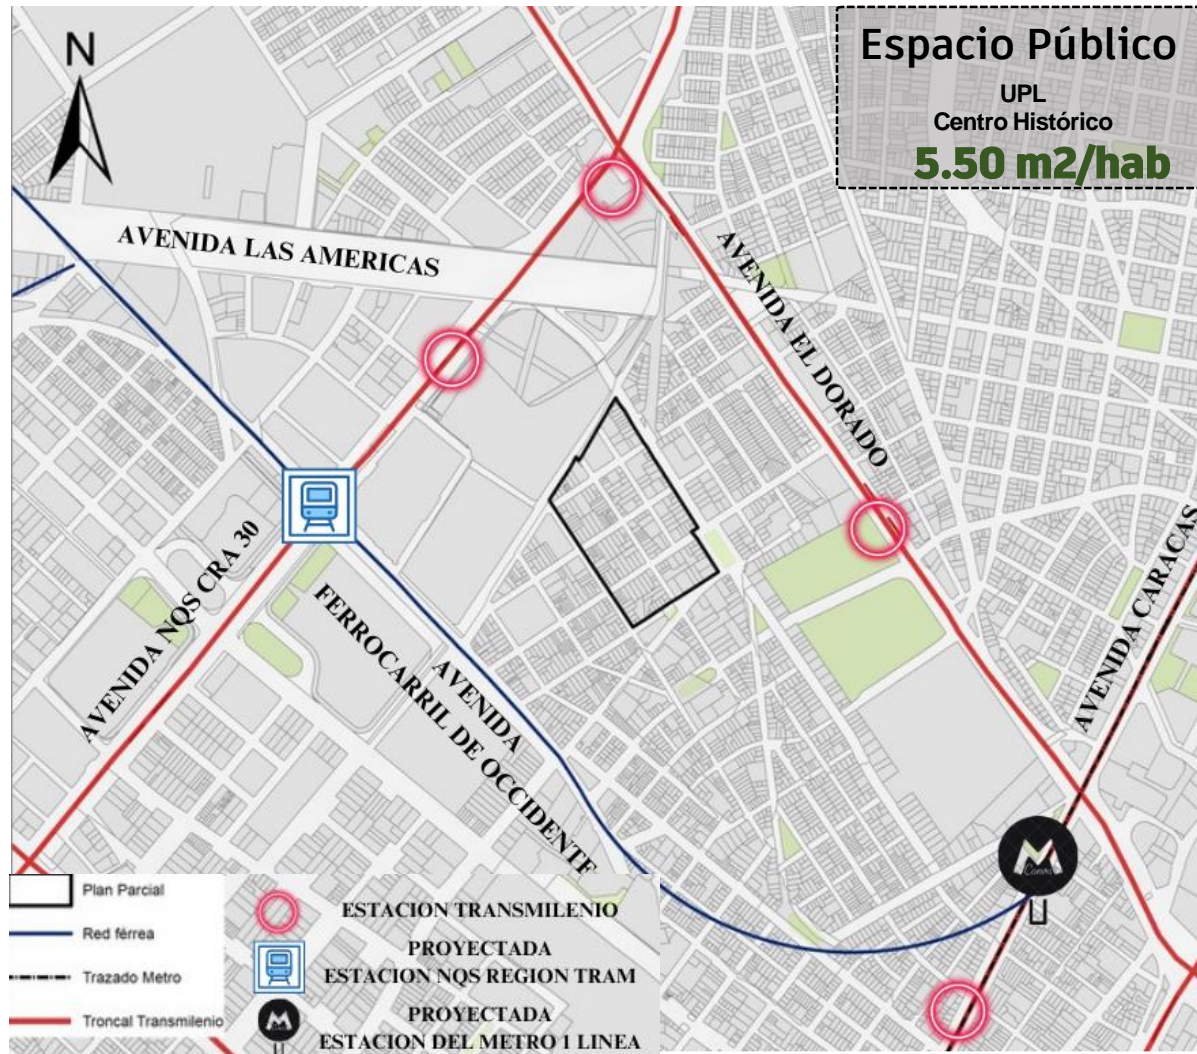 N
Espacio Público
UPL
Centro Histórico
5.50 m2/hab
AVENIDA LAS AMERICAS
AVENIDA EL DORADO
AVENIDA NQS CRA 30
AVENIDA
FERROCARRIL DE OCCIDENTE
AVENIDA CARACAS
M
Canva
Plan Parcial
Red férrea
Trazado Metro
Troncal Transmilenio
ESTACION TRANSMILENIO
PROYECTADA
ESTACION NQS REGION TRAM
M
PROYECTADA
ESTACION DEL METRO 1 LINEA